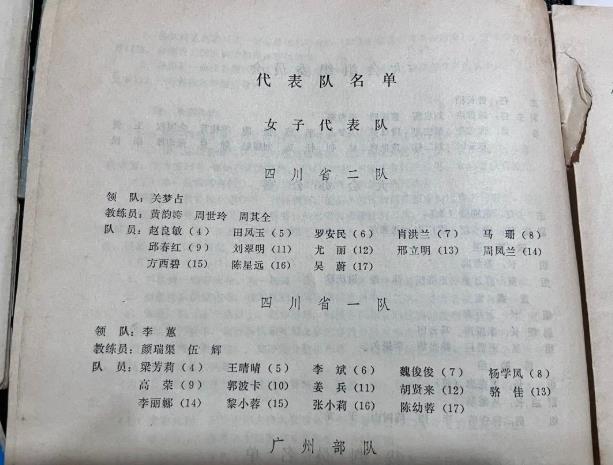 代表队名单
女子代表队
四川省二队
领 队：关梦占
教练员：黄韵涛 周世玲 周其全
队 员：赵良芝（4） 田凤玉（5） 罗安民（6） 肖洪兰（7） 马 珊（8）
邱春红（9） 刘翠明（11） 尤 丽（12） 邢立明（13） 周凤兰（14）
方西碧（15） 陈星远（16） 吴 蔚（17）
四川省一队
领 队：李 蕙
教练员：颜瑞渠 伍 辉
队 员：梁芳莉（4） 王晴晴（5） 李 斌（6） 魏俊俊（7） 杨学凤（8）
高 荣（9） 郭波卡（10） 姜 兵（11） 胡贤来（12） 骆 佳（13）
李丽娜（14） 黎小蓉（15） 张小莉（16） 陈幼蓉（17）
广州部队